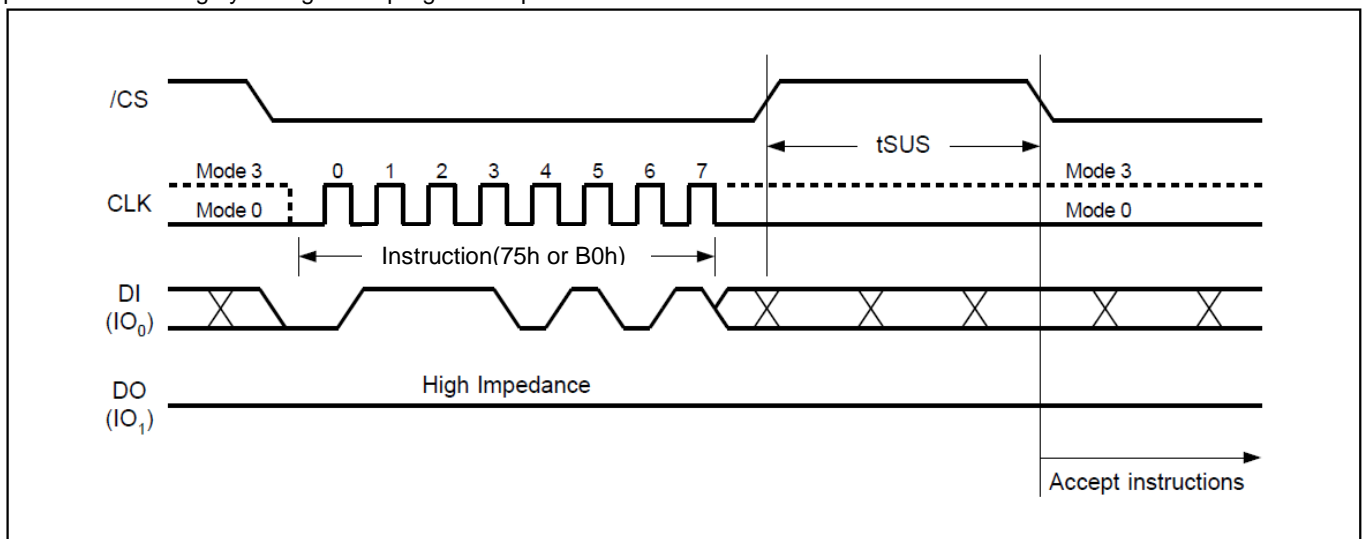 /CS
tSUS
Mode 3 0 1 2 3 4 5 6 7 Mode 3
CLK
Mode 0 Mode 0
Instruction(75h or B0h)
DI
(IO0)
High Impedance
DO
(IO1)
Accept instructions